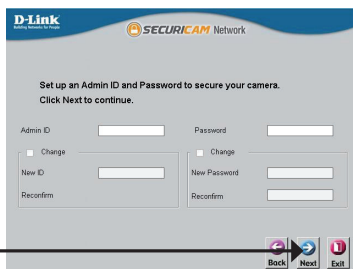 D-Link
Building Networks for People
SECURICAM Network
Set up an Admin ID and Password to secure your camera.
Click Next to continue.
Admin ID
Password
Change
Change
New ID
New Password
Reconfirm
Reconfirm
Back
Next
Exit